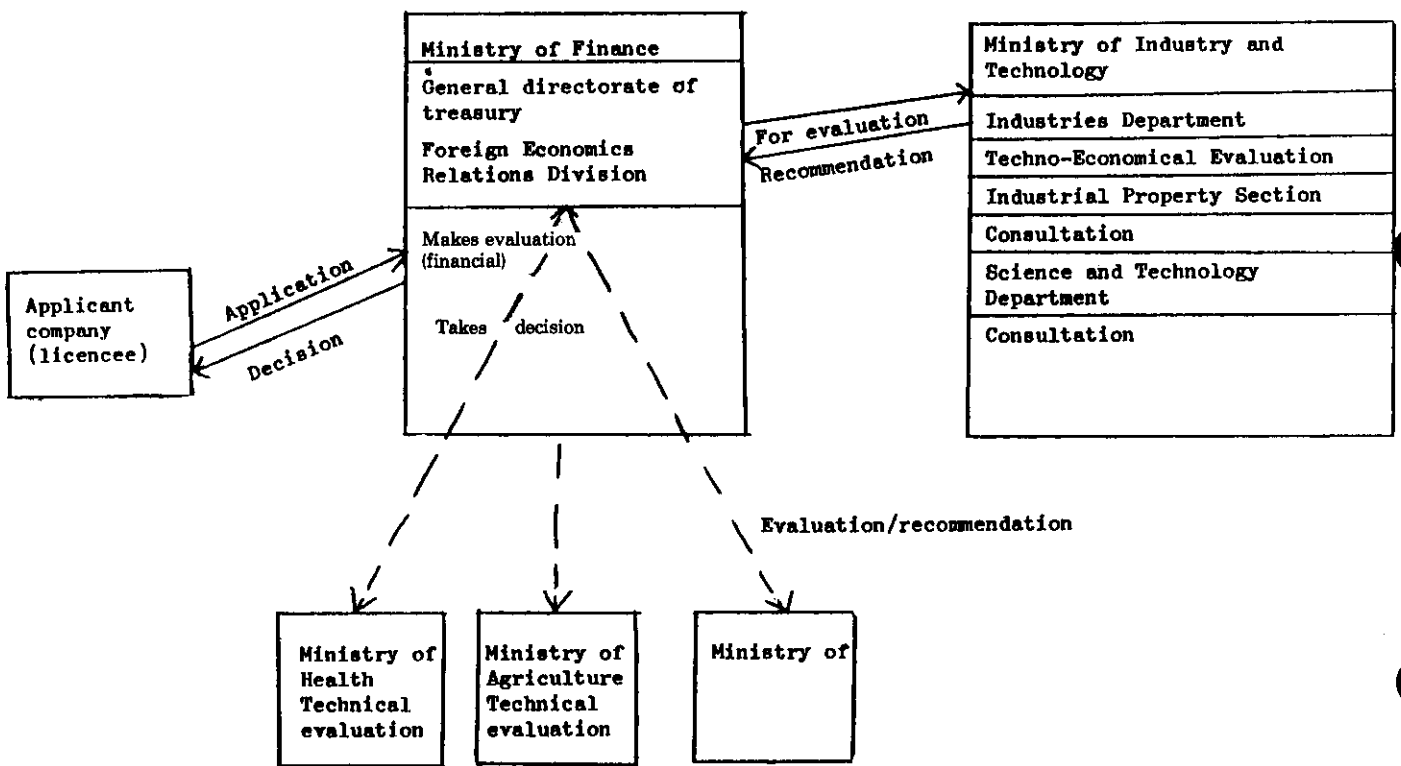 Ministry of Finance
General directorate of
treasury
Foreign Economics
Relations Division
Makes evaluation
(financial)
Takes decision
Ministry of Industry and
Technology
Industries Department
Techno-Economical Evaluation
Industrial Property Section
Consultation
Science and Technology
Department
Consultation
For evaluation
Recommendation
Applicant
company
(licencee)
Application
Decision
Evaluation/recommendation
Ministry of
Health
Technical
evaluation
Ministry of
Agriculture
Technical
evaluation
Ministry of